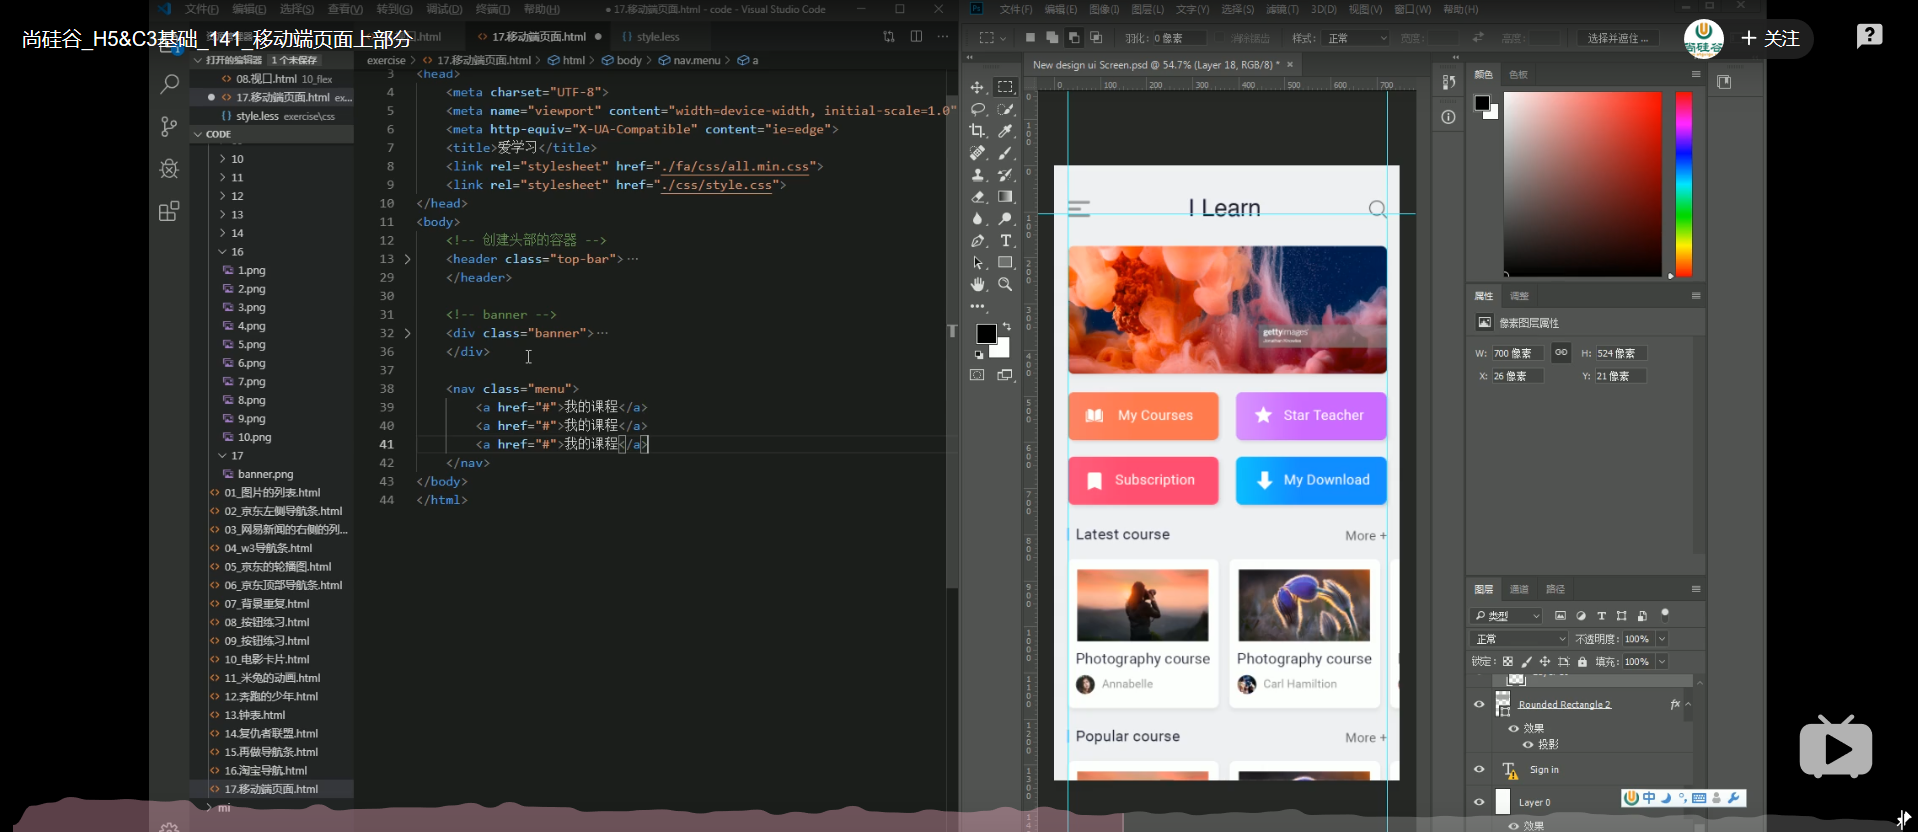 尚硅谷_H5&C3基础_141_移动端页面上部分
关注
文件(F) 编辑(E) 选择(S) 查看(V) 转到(G) 调试(D) 终端(T) 帮助(H)
● 17.移动端页面.html - code - Visual Studio Code
17.移动端页面.html ●
{} style.less
打开的编辑器 1 个未保存
08.视口.html 10_flex
● 17.移动端页面.html ex...
{} style.less exercise\css
CODE
10
11
12
13
14
16
1.png
2.png
3.png
4.png
5.png
6.png
7.png
8.png
9.png
10.png
17
banner.png
01_图片的列表.html
02_京东左侧导航条.html
03_网易新闻的右侧的列...
04_w3导航条.html
05_京东的轮播图.html
06_京东顶部导航条.html
07_背景重复.html
08_按钮练习.html
09_按钮练习.html
10_电影卡片.html
11_米兔的动画.html
12.奔跑的少年.html
13.钟表.html
14.复仇者联盟.html
15.再做导航条.html
16.淘宝导航.html
17.移动端页面.html
mi
exercise > 17.移动端页面.html > html > body > nav.menu > a
3 <head>
4 <meta charset="UTF-8">
5 <meta name="viewport" content="width=device-width, initial-scale=1.0"
6 <meta http-equiv="X-UA-Compatible" content="ie=edge">
7 <title>爱学习</title>
8 <link rel="stylesheet" href="./fa/css/all.min.css">
9 <link rel="stylesheet" href="./css/style.css">
10 </head>
11 <body>
12 <!-- 创建头部的容器 -->
13 <header class="top-bar">…
29 </header>
30
31 <!-- banner -->
32 <div class="banner">…
36 </div>
37
38 <nav class="menu">
39 <a href="#">我的课程</a>
40 <a href="#">我的课程</a>
41 <a href="#">我的课程</a>
42 </nav>
43 </body>
44 </html>
Ps 文件(F) 编辑(E) 图像(I) 图层(L) 文字(Y) 选择(S) 滤镜(T) 3D(D) 视图(V) 窗口(W) 帮助(H)
羽化: 0 像素 消除锯齿 样式: 正常 宽度: 高度: 选择并遮住 ...
New design ui Screen.psd @ 54.7% (Layer 18, RGB/8) * ×
0 100 200 300 400 500 600 700
I Learn
gettyimages
My Courses
Star Teacher
Subscription
My Download
Latest course
More +
Photography course
Photography course
Annabelle
Carl Hamiltion
Popular course
More +
颜色 色板
属性 调整
像素图层属性
W: 700 像素 H: 524 像素
X: 26 像素 Y: 21 像素
图层 通道 路径
类型
正常 不透明度: 100%
锁定: 填充: 100%
Rounded Rectangle 2 fx
效果
投影
Sign in
Layer 0
效果
中